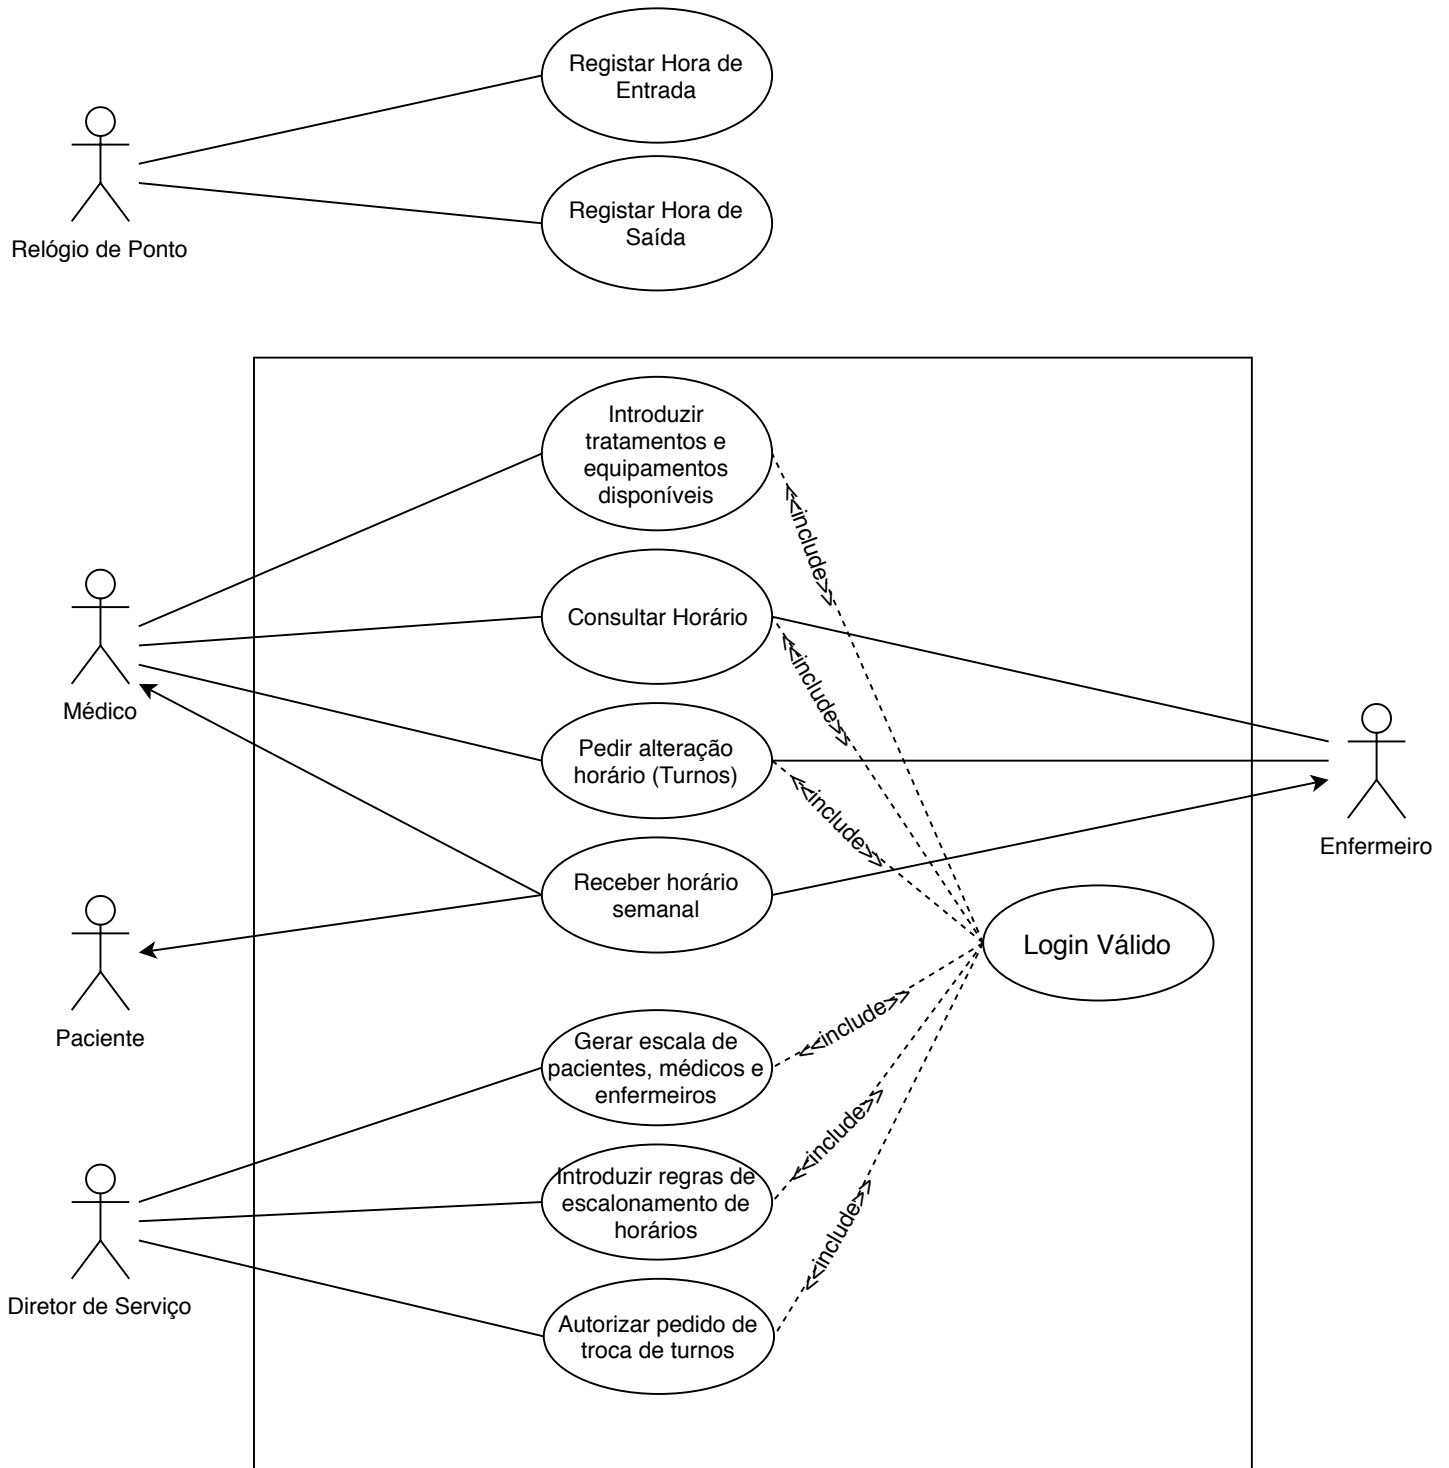 Registar Hora de
Entrada
Registar Hora de
Saída
Relógio de Ponto
Introduzir
tratamentos e
equipamentos
disponíveis
<<include>>
Consultar Horário
<<include>>
Médico
Pedir alteração
horário (Turnos)
<<include>>
Enfermeiro
Receber horário
semanal
Login Válido
Paciente
Gerar escala de
pacientes, médicos e
enfermeiros
<<include>>
Introduzir regras de
escalonamento de
horários
<<include>>
Diretor de Serviço
Autorizar pedido de
troca de turnos
<<include>>